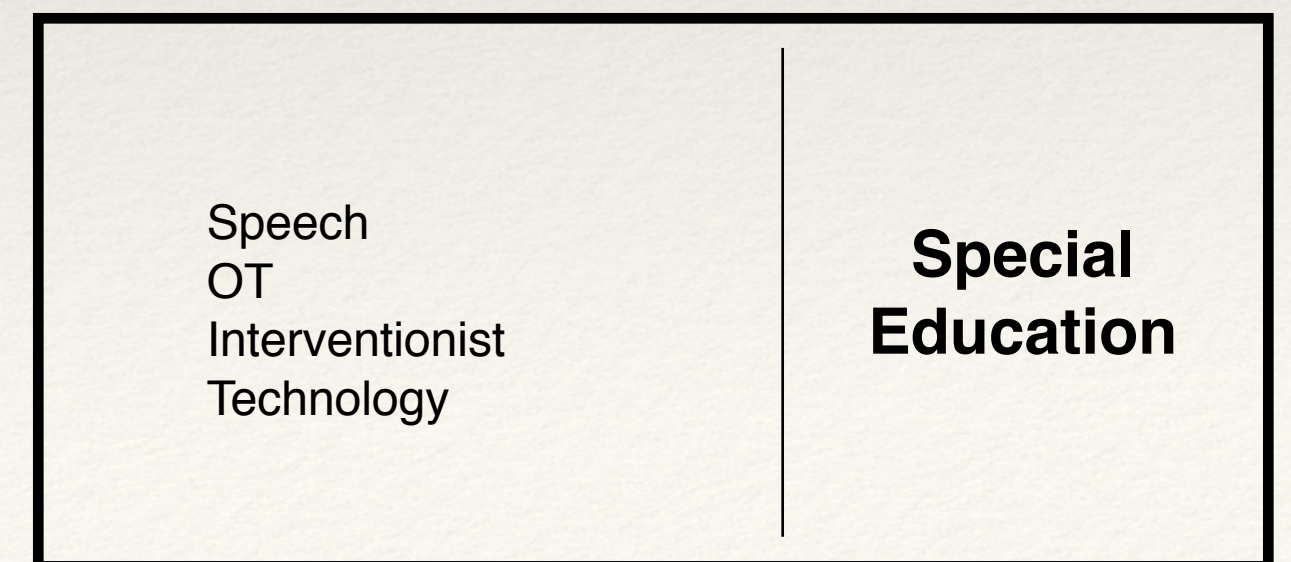 Speech
OT
Interventionist
Technology
Special
Education